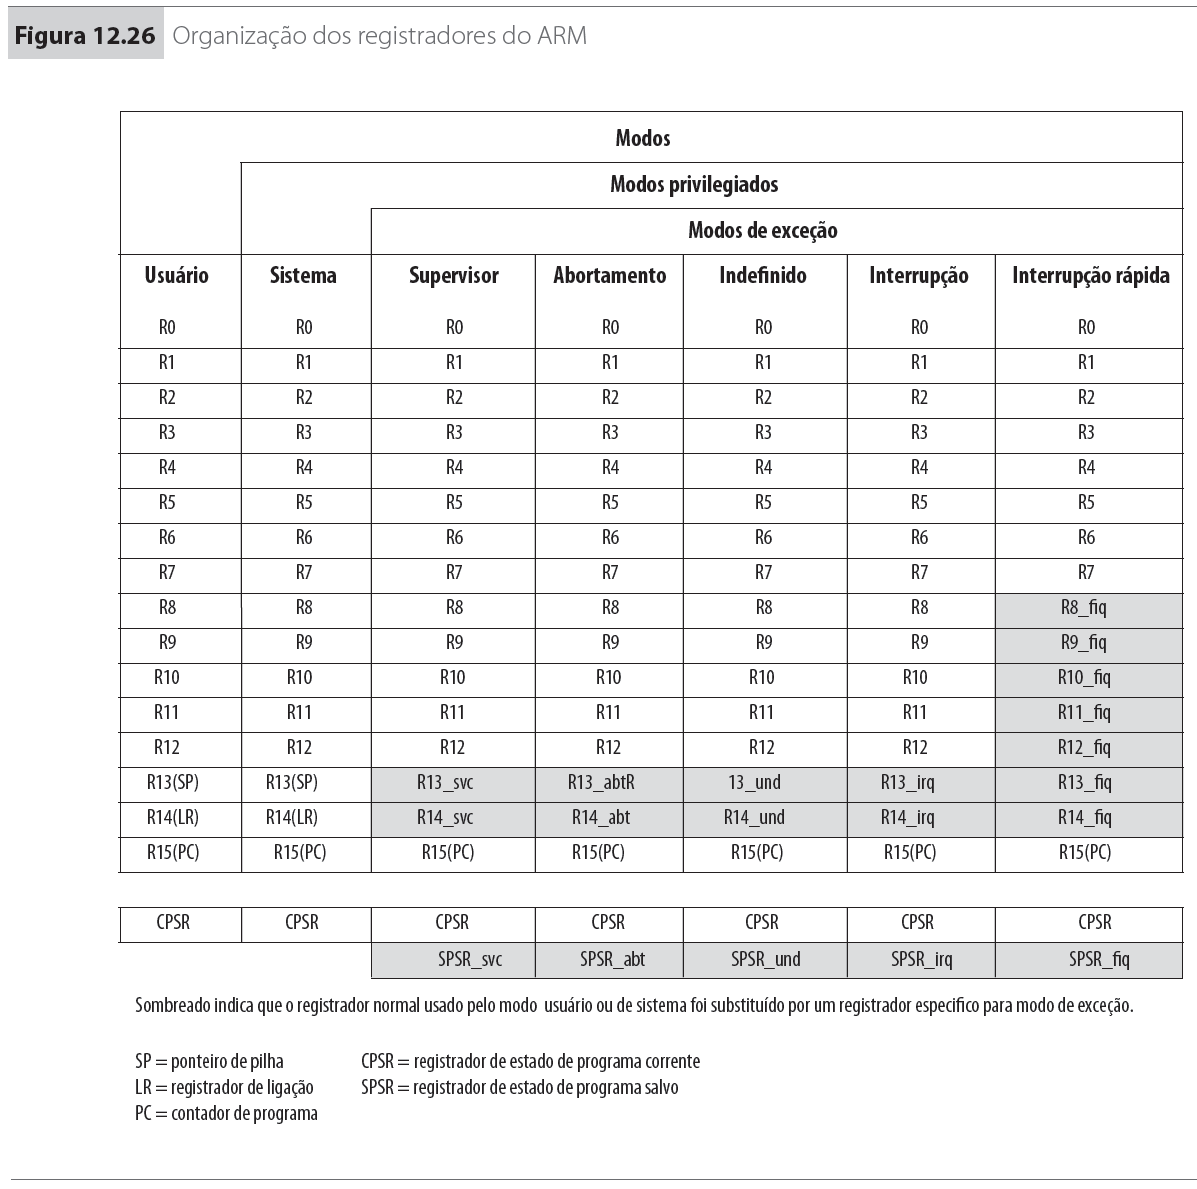 Figura 12.26 Organização dos registradores do ARM
Modos
Modos privilegiados
Modos de exceção
Usuário Sistema Supervisor Abortamento Indefinido Interrupção Interrupção rápida
R0 R0 R0 R0 R0 R0 R0
R1 R1 R1 R1 R1 R1 R1
R2 R2 R2 R2 R2 R2 R2
R3 R3 R3 R3 R3 R3 R3
R4 R4 R4 R4 R4 R4 R4
R5 R5 R5 R5 R5 R5 R5
R6 R6 R6 R6 R6 R6 R6
R7 R7 R7 R7 R7 R7 R7
R8 R8 R8 R8 R8 R8 R8_fiq
R9 R9 R9 R9 R9 R9 R9_fiq
R10 R10 R10 R10 R10 R10 R10_fiq
R11 R11 R11 R11 R11 R11 R11_fiq
R12 R12 R12 R12 R12 R12 R12_fiq
R13(SP) R13(SP) R13_svc R13_abtR 13_und R13_irq R13_fiq
R14(LR) R14(LR) R14_svc R14_abt R14_und R14_irq R14_fiq
R15(PC) R15(PC) R15(PC) R15(PC) R15(PC) R15(PC) R15(PC)
CPSR CPSR CPSR CPSR CPSR CPSR CPSR
SPSR_svc SPSR_abt SPSR_und SPSR_irq SPSR_fiq
Sombreado indica que o registrador normal usado pelo modo usuário ou de sistema foi substituído por um registrador especifico para modo de exceção.
SP = ponteiro de pilha CPSR = registrador de estado de programa corrente
LR = registrador de ligação SPSR = registrador de estado de programa salvo
PC = contador de programa